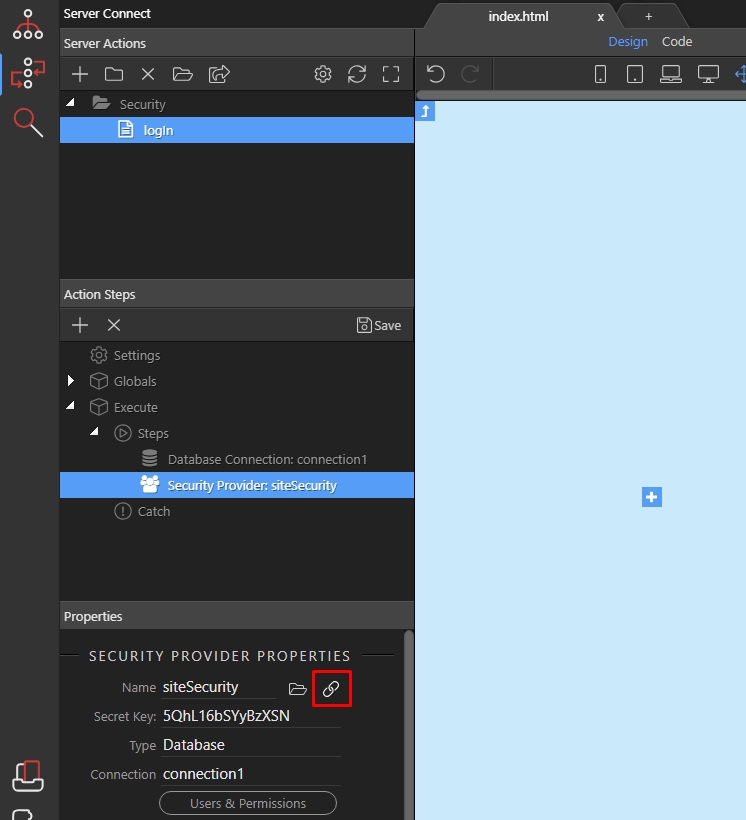 Server Connect
index.html x +
Server Actions
Design Code
Security
login
Action Steps
Save
Settings
Globals
Execute
Steps
Database Connection: connection1
Security Provider: siteSecurity
Catch
Properties
SECURITY PROVIDER PROPERTIES
Name siteSecurity
Secret Key: 5QhL16bSYyBzXSN
Type Database
Connection connection1
Users & Permissions